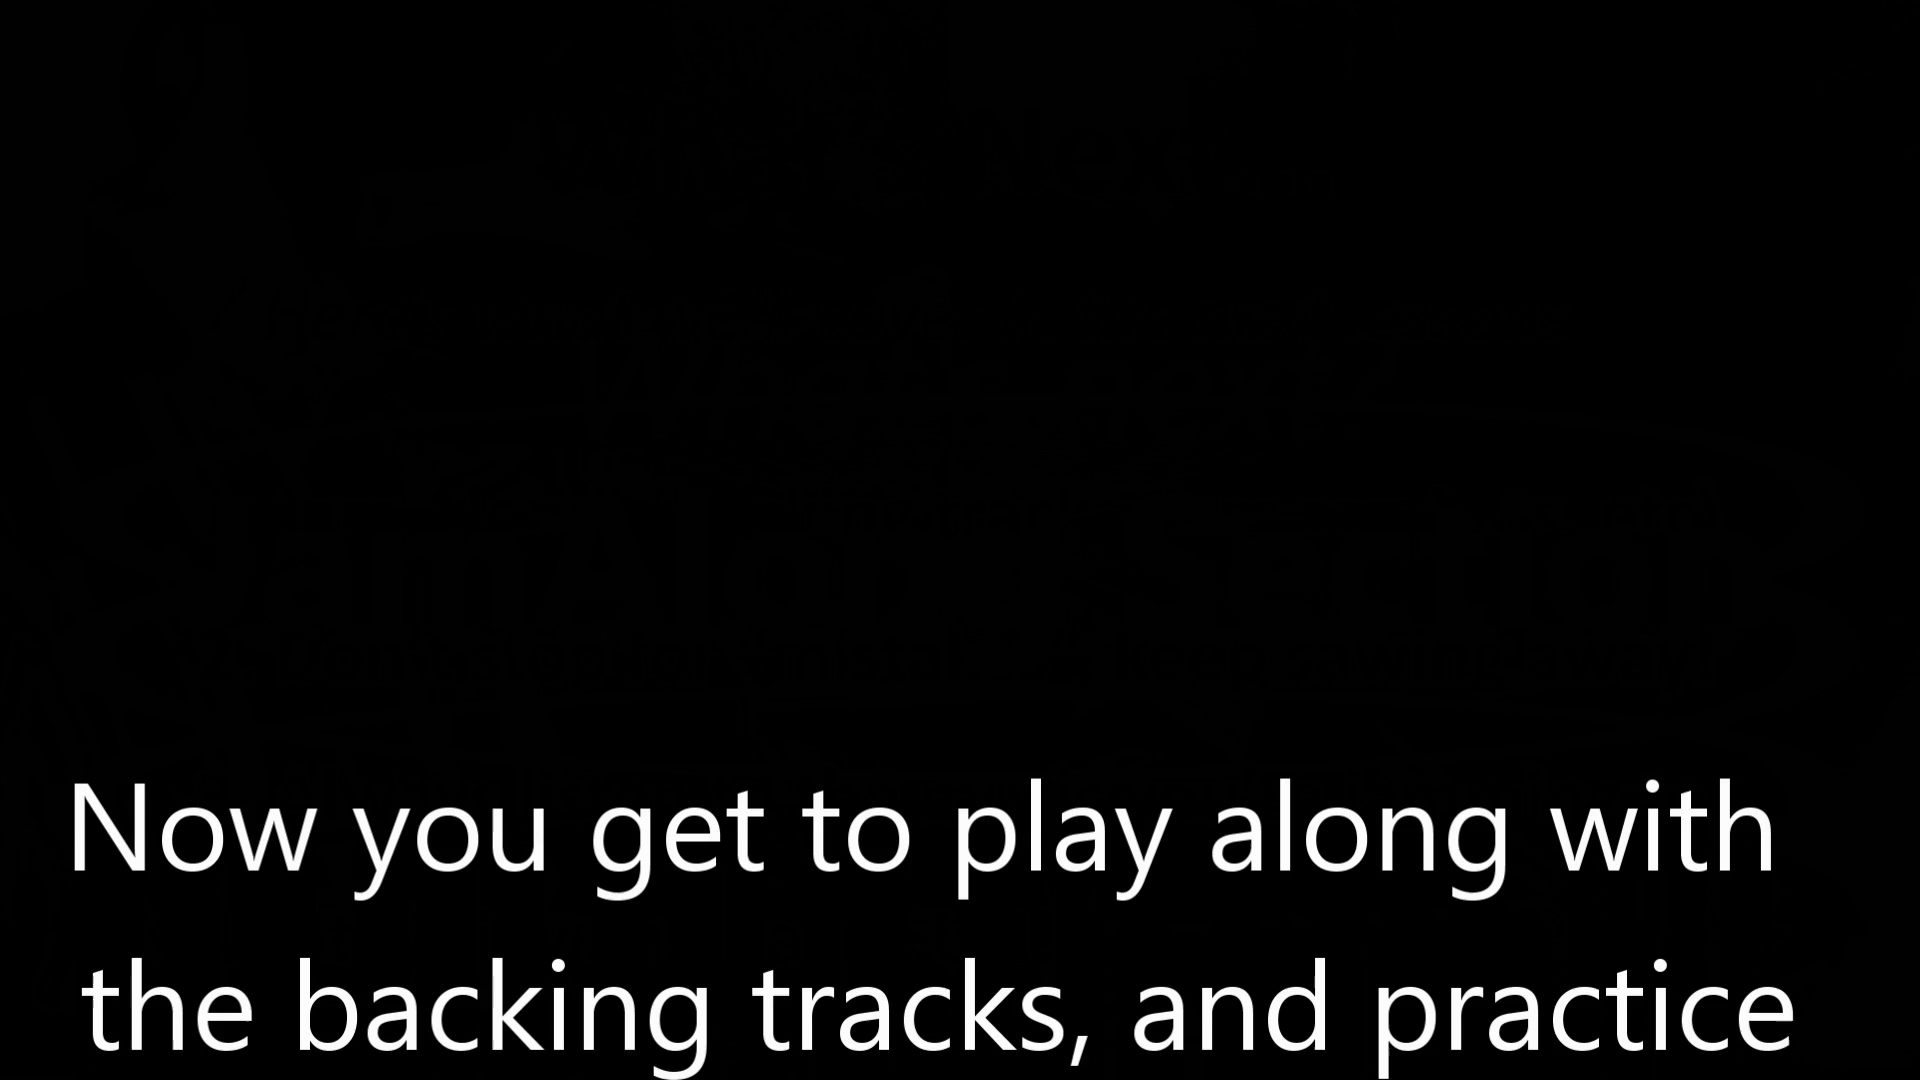 Now you get to play along with
the backing tracks, and practice